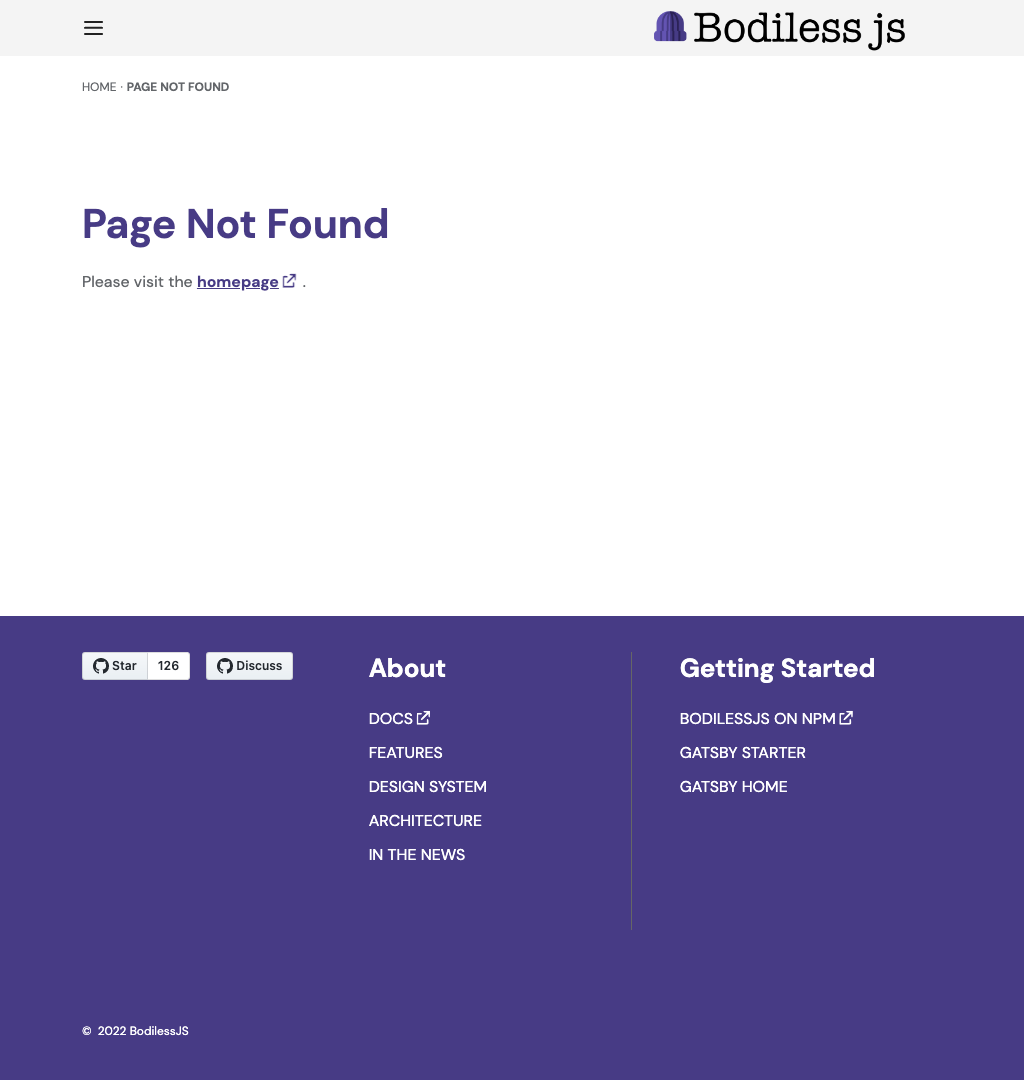 Bodiless js
HOME · PAGE NOT FOUND
Page Not Found
Please visit the homepage .
Star 126 Discuss
About
DOCS
FEATURES
DESIGN SYSTEM
ARCHITECTURE
IN THE NEWS
Getting Started
BODILESSJS ON NPM
GATSBY STARTER
GATSBY HOME
© 2022 BodilessJS